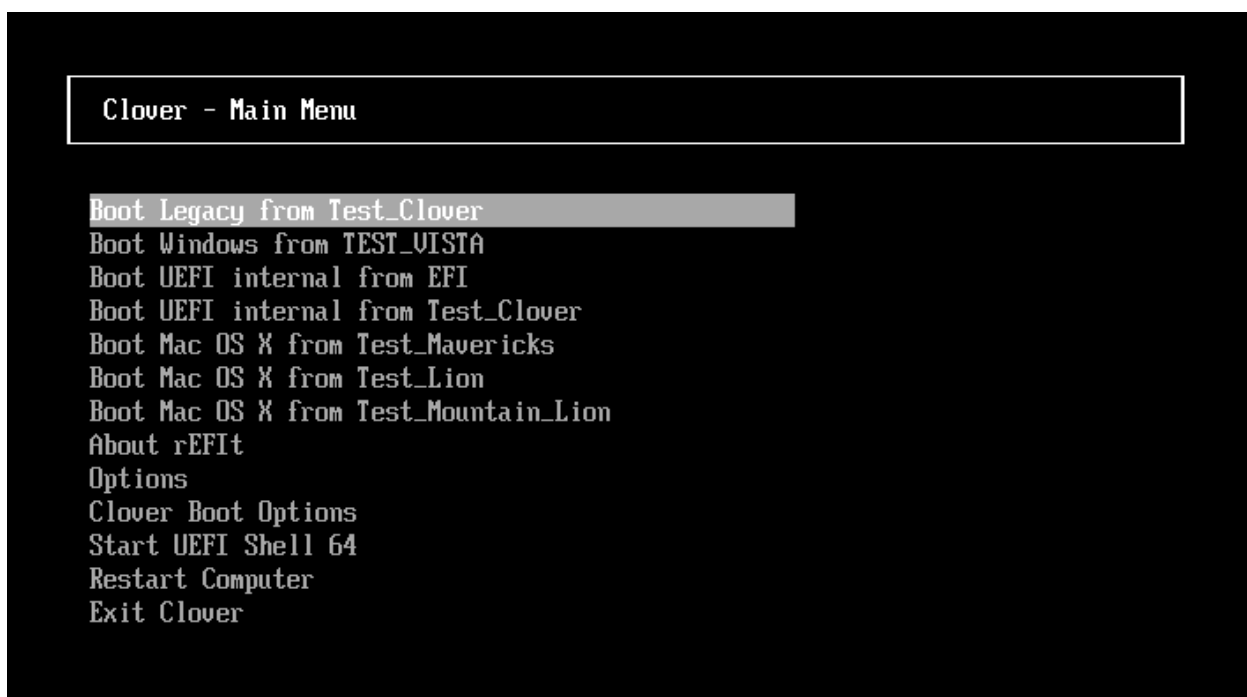 Clover - Main Menu
Boot Legacy from Test_Clover
Boot Windows from TEST_VISTA
Boot UEFI internal from EFI
Boot UEFI internal from Test_Clover
Boot Mac OS X from Test_Mavericks
Boot Mac OS X from Test_Lion
Boot Mac OS X from Test_Mountain_Lion
About rEFIt
Options
Clover Boot Options
Start UEFI Shell 64
Restart Computer
Exit Clover